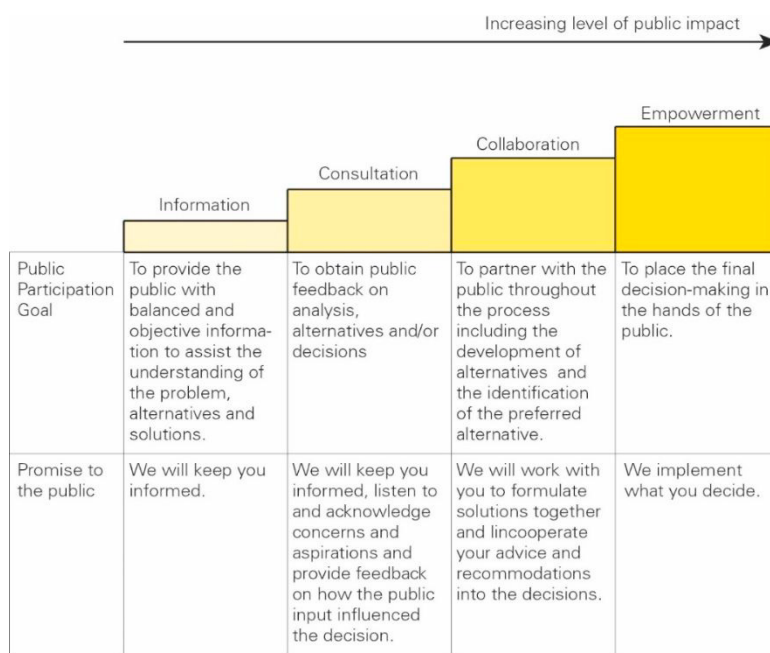 Increasing level of public impact
Empowerment
Collaboration
Consultation
Information
Public
Participation
Goal
To provide the
public with
balanced and
objective informa-
tion to assist the
understanding of
the problem,
alternatives and
solutions.
To obtain public
feedback on
analysis,
alternatives and/or
decisions
To partner with the
public throughout
the process
including the
development of
alternatives and
the identification
of the preferred
alternative.
To place the final
decision-making in
the hands of the
public.
Promise to
the public
We will keep you
informed.
We will keep you
informed, listen to
and acknowledge
concerns and
aspirations and
provide feedback
on how the public
input influenced
the decision.
We will work with
you to formulate
solutions together
and lincooperate
your advice and
recommodations
into the decisions.
We implement
what you decide.